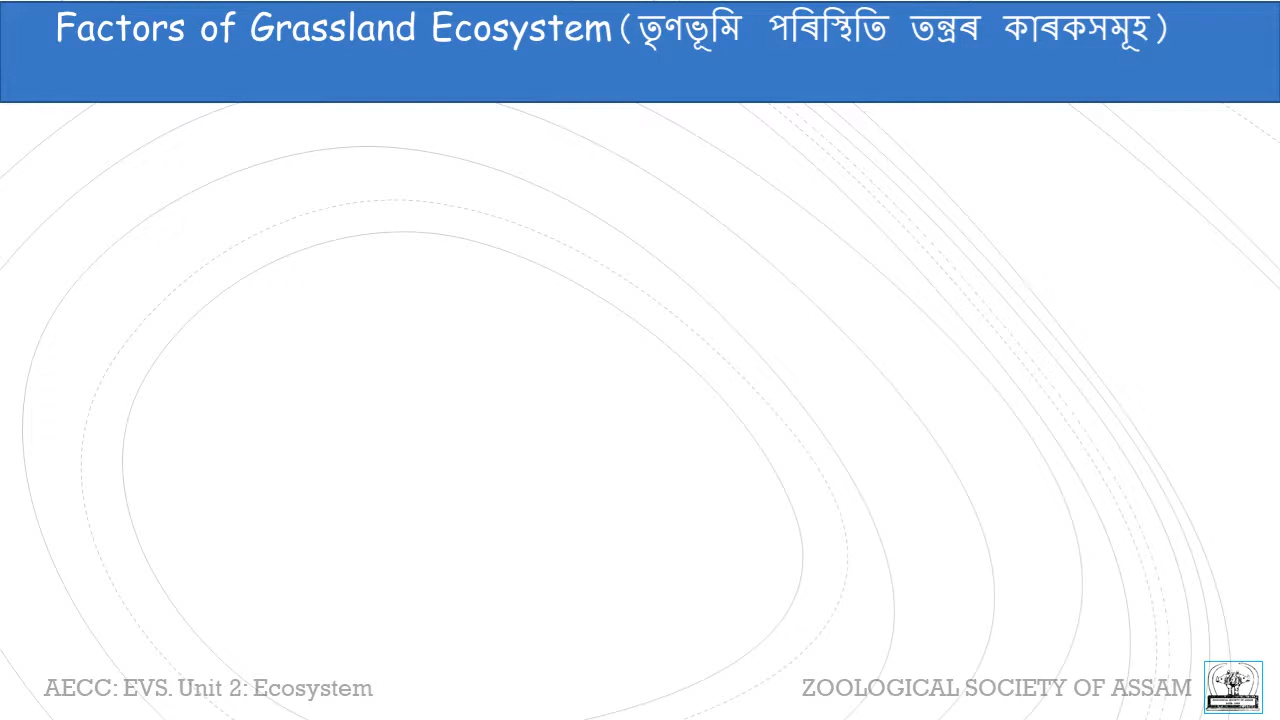 Factors of Grassland Ecosystem(তৃণভূমি পৰিস্থিতি তন্ত্ৰৰ কাৰকসমূহ)
AECC: EVS. Unit 2: Ecosystem
ZOOLOGICAL SOCIETY OF ASSAM